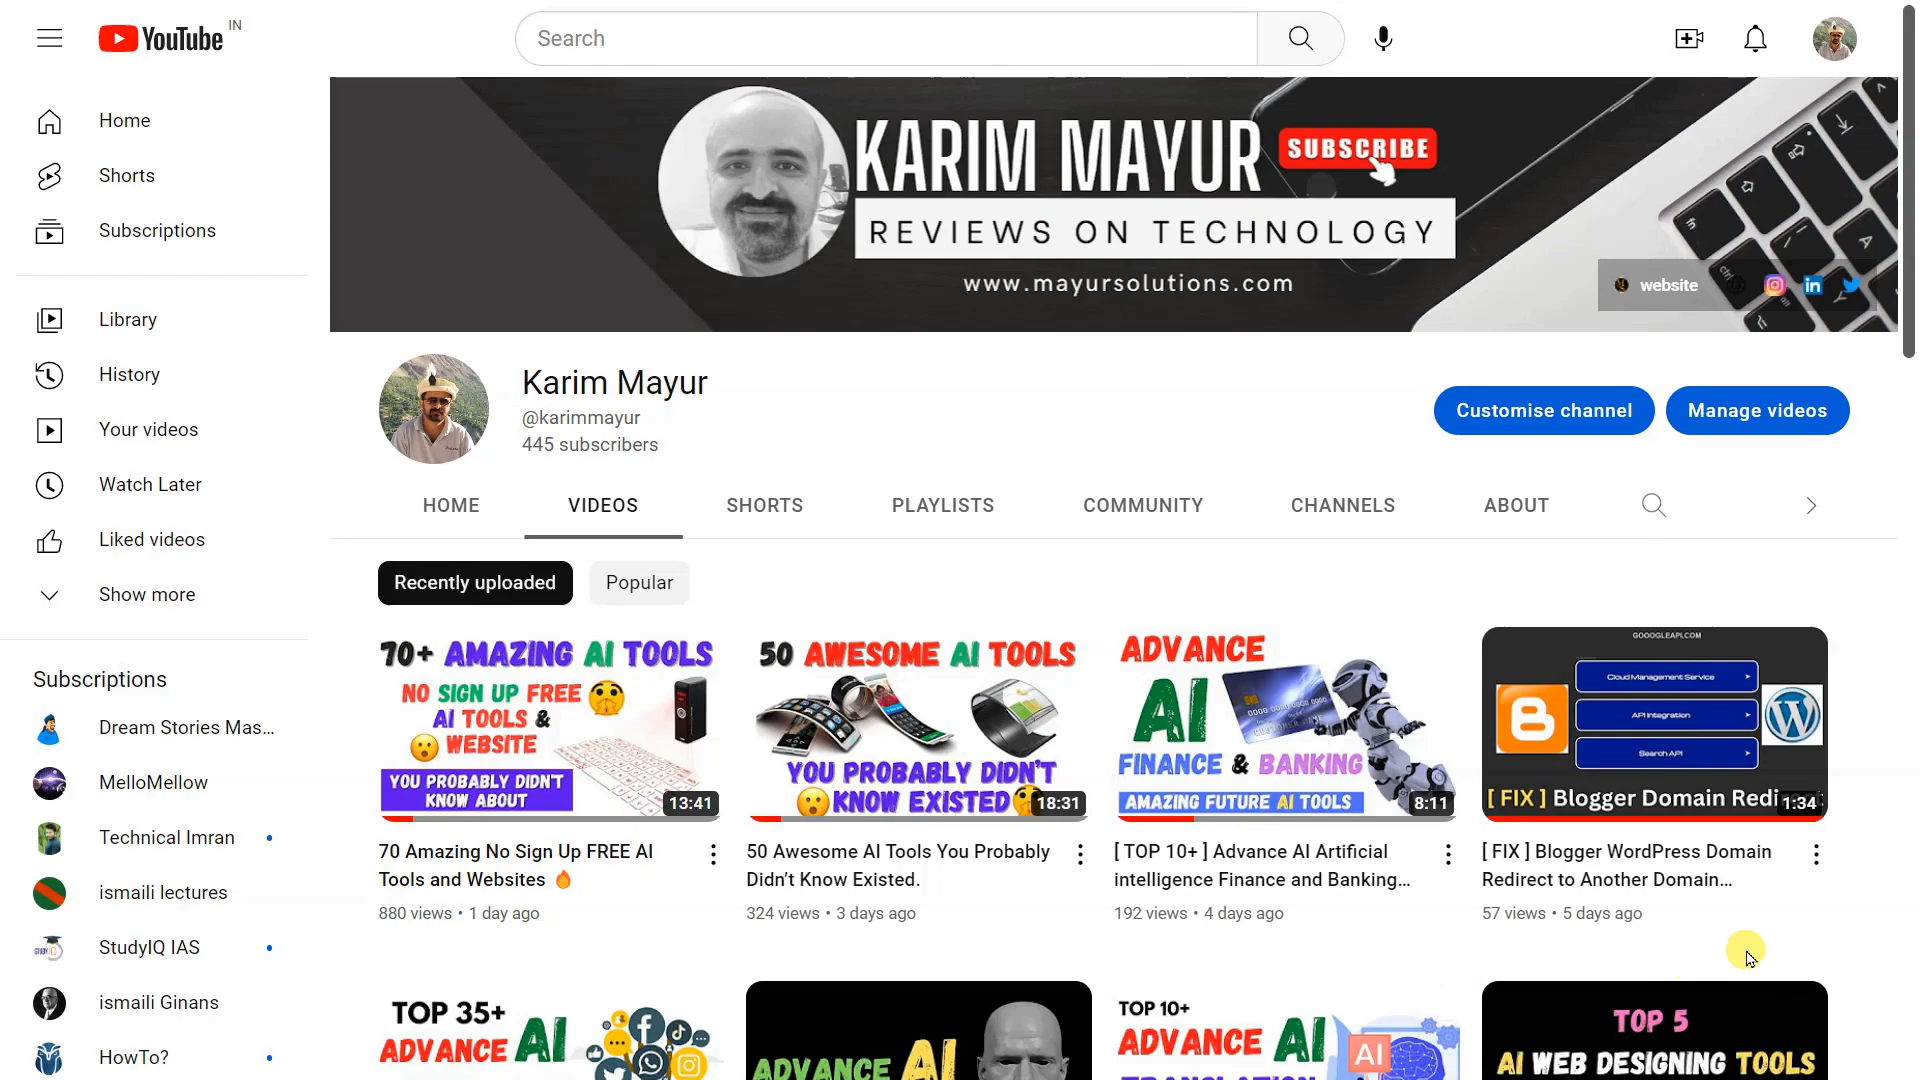 YouTube IN
Search
Home
Shorts
Subscriptions
Library
History
Your videos
Watch Later
Liked videos
Show more
Subscriptions
Dream Stories Mas...
MelloMellow
Technical Imran
ismaili lectures
StudyIQ IAS
ismaili Ginans
HowTo?
KARIM MAYUR
SUBSCRIBE
REVIEWS ON TECHNOLOGY
www.mayursolutions.com
website
Karim Mayur
@karimmayur
445 subscribers
Customise channel
Manage videos
HOME
VIDEOS
SHORTS
PLAYLISTS
COMMUNITY
CHANNELS
ABOUT
Recently uploaded
Popular
70+ AMAZING AI TOOLS
NO SIGN UP FREE
AI TOOLS &
WEBSITE
YOU PROBABLY DIDN'T
KNOW ABOUT
13:41
70 Amazing No Sign Up FREE AI
Tools and Websites 🔥
880 views • 1 day ago
50 AWESOME AI TOOLS
YOU PROBABLY DIDN'T
KNOW EXISTED
18:31
50 Awesome AI Tools You Probably
Didn't Know Existed.
324 views • 3 days ago
ADVANCE
AI
FINANCE & BANKING
AMAZING FUTURE AI TOOLS
8:11
[ TOP 10+ ] Advance AI Artificial
intelligence Finance and Banking...
192 views • 4 days ago
GOOOGLEAPI.COM
Cloud Management Service
API Integration
Search API
[ FIX ] Blogger Domain Redi
1:34
[ FIX ] Blogger WordPress Domain
Redirect to Another Domain...
57 views • 5 days ago
TOP 35+
ADVANCE AI
ADVANCE AI
TOP 10+
ADVANCE AI
AI
TRANSLATION
TOP 5
AI WEB DESIGNING TOOLS